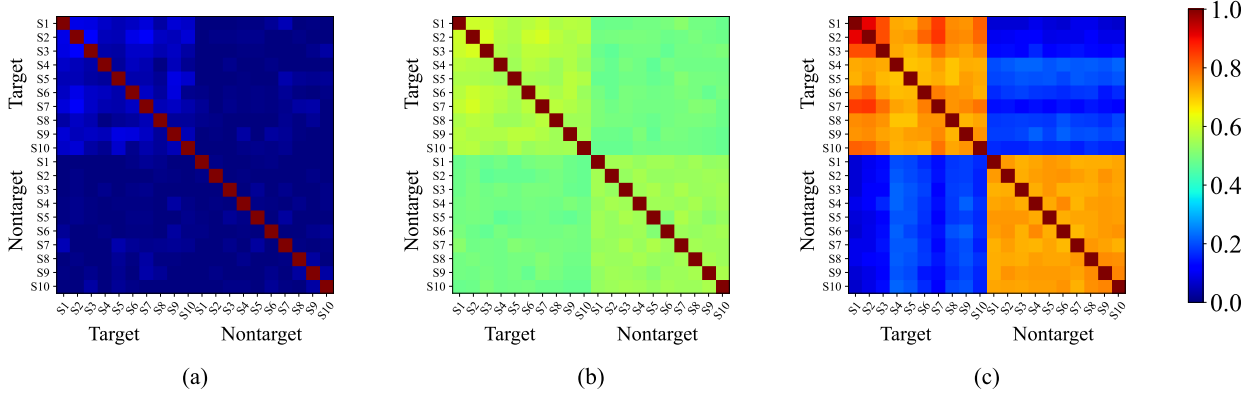 S1
S2
S3
S4
S5
S6
S7
S8
S9
S10
S1
S2
S3
S4
S5
S6
S7
S8
S9
S10
Target
Nontarget
S1 S2 S3 S4 S5 S6 S7 S8 S9 S10 S1 S2 S3 S4 S5 S6 S7 S8 S9 S10
Target Nontarget
(a)
S1
S2
S3
S4
S5
S6
S7
S8
S9
S10
S1
S2
S3
S4
S5
S6
S7
S8
S9
S10
Target
Nontarget
S1 S2 S3 S4 S5 S6 S7 S8 S9 S10 S1 S2 S3 S4 S5 S6 S7 S8 S9 S10
Target Nontarget
(b)
S1
S2
S3
S4
S5
S6
S7
S8
S9
S10
S1
S2
S3
S4
S5
S6
S7
S8
S9
S10
Target
Nontarget
S1 S2 S3 S4 S5 S6 S7 S8 S9 S10 S1 S2 S3 S4 S5 S6 S7 S8 S9 S10
Target Nontarget
(c)
1.0
0.8
0.6
0.4
0.2
0.0